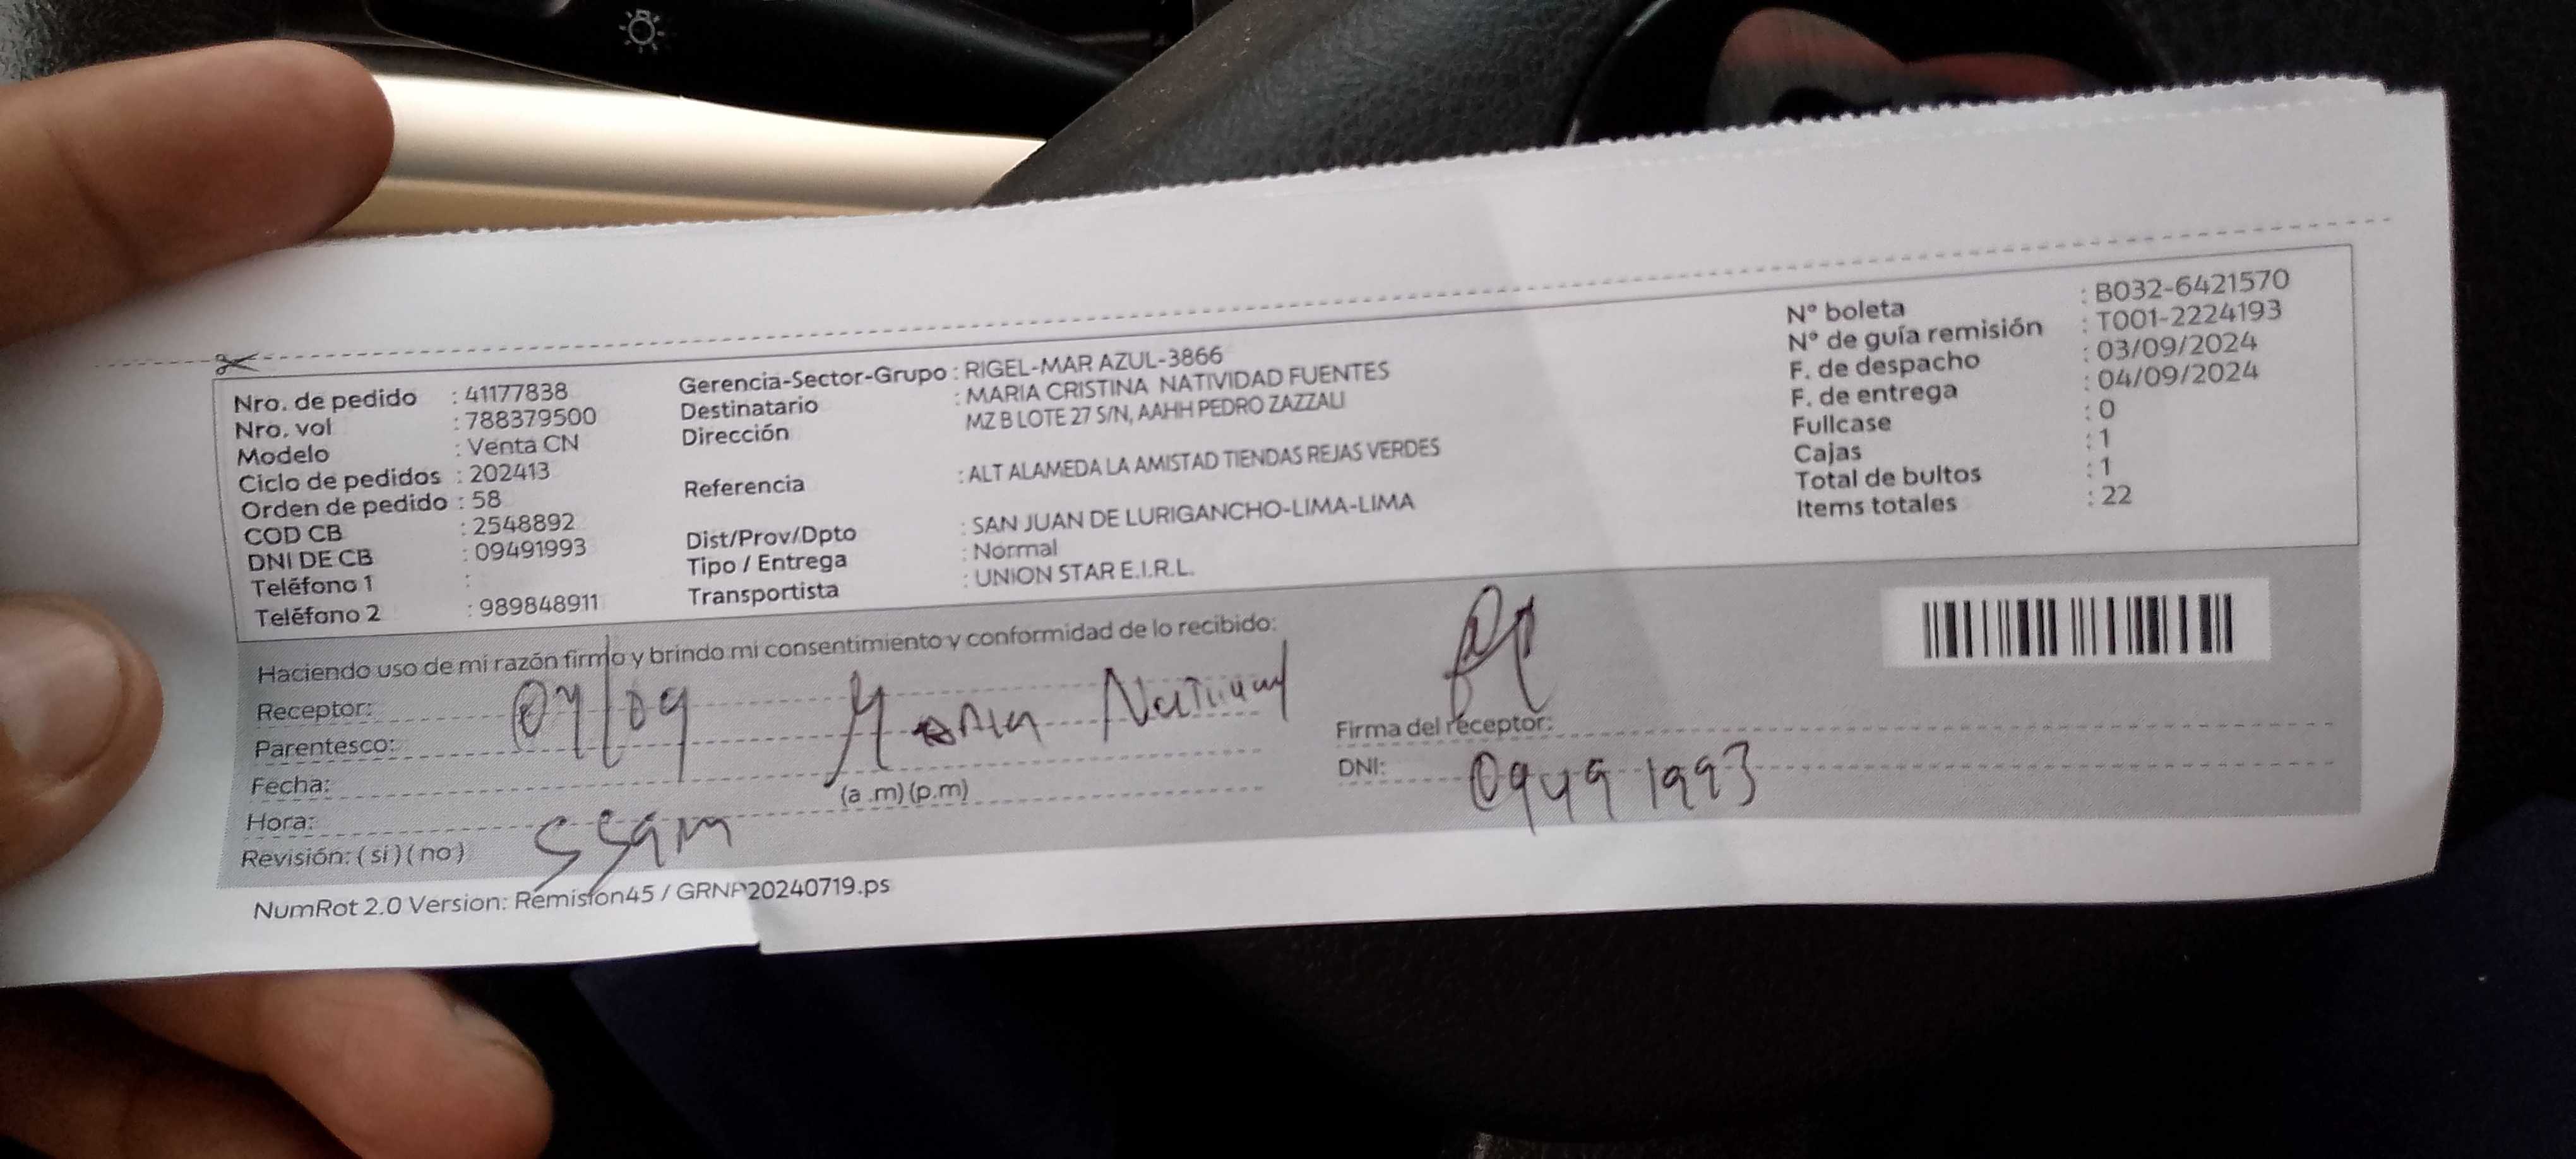 Nro. de pedido : 41177838
Nro. vol : 788379500
Modelo : Venta CN
Ciclo de pedidos : 202413
Orden de pedido : 58
COD CB : 2548892
DNI DE CB : 09491993
Teléfono 1 :
Teléfono 2 : 989848911
Gerencia-Sector-Grupo : RIGEL-MAR AZUL-3866
Destinatario : MARIA CRISTINA NATIVIDAD FUENTES
Dirección MZ B LOTE 27 S/N, AAHH PEDRO ZAZZALI
Referencia : ALT ALAMEDA LA AMISTAD TIENDAS REJAS VERDES
Dist/Prov/Dpto : SAN JUAN DE LURIGANCHO-LIMA-LIMA
Tipo / Entrega : Normal
Transportista : UNION STAR E.I.R.L.
N° boleta : B032-6421570
N° de guía remisión : T001-2224193
F. de despacho : 03/09/2024
F. de entrega : 04/09/2024
Fullcase : 0
Cajas : 1
Total de bultos : 1
Items totales : 22
Haciendo uso de mi razón firmo y brindo mi consentimiento y conformidad de lo recibido:
Receptor:
Parentesco: 04/09 Maria
Fecha:
Hora: (a .m) (p.m)
Revisión: ( si ) ( no )
Firma del receptor:
DNI: 09491993
NumRot 2.0 Version: Remision45 / GRNP20240719.ps